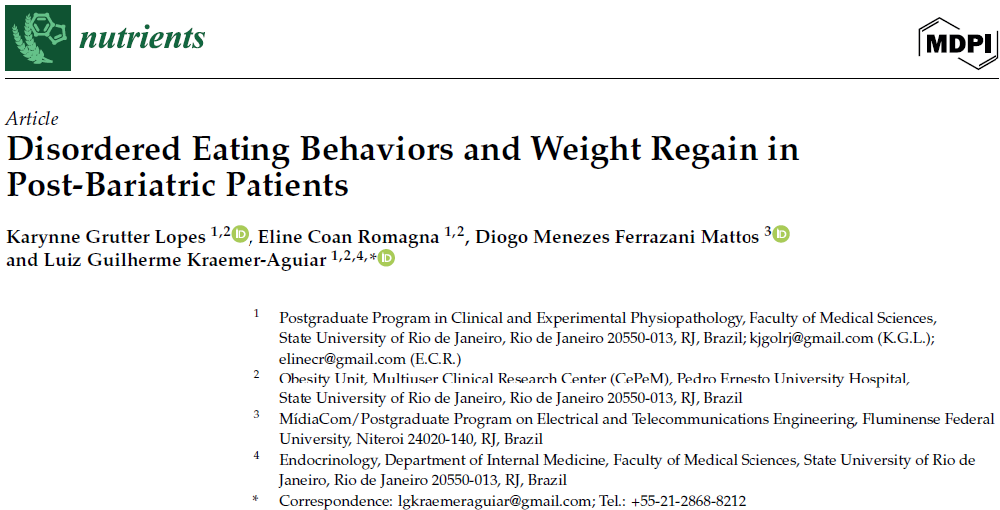 nutrients
MDPI
Article
Disordered Eating Behaviors and Weight Regain in
Post-Bariatric Patients
Karynne Grutter Lopes 1,2 iD, Eline Coan Romagna 1,2, Diogo Menezes Ferrazani Mattos 3 iD
and Luiz Guilherme Kraemer-Aguiar 1,2,4,* iD
1 Postgraduate Program in Clinical and Experimental Physiopathology, Faculty of Medical Sciences,
State University of Rio de Janeiro, Rio de Janeiro 20550-013, RJ, Brazil; kjgolrj@gmail.com (K.G.L.);
elinecr@gmail.com (E.C.R.)
2 Obesity Unit, Multiuser Clinical Research Center (CePeM), Pedro Ernesto University Hospital,
State University of Rio de Janeiro, Rio de Janeiro 20550-013, RJ, Brazil
3 MídiaCom/Postgraduate Program on Electrical and Telecommunications Engineering, Fluminense Federal
University, Niteroi 24020-140, RJ, Brazil
4 Endocrinology, Department of Internal Medicine, Faculty of Medical Sciences, State University of Rio de
Janeiro, Rio de Janeiro 20550-013, RJ, Brazil
* Correspondence: lgkraemeraguiar@gmail.com; Tel.: +55-21-2868-8212